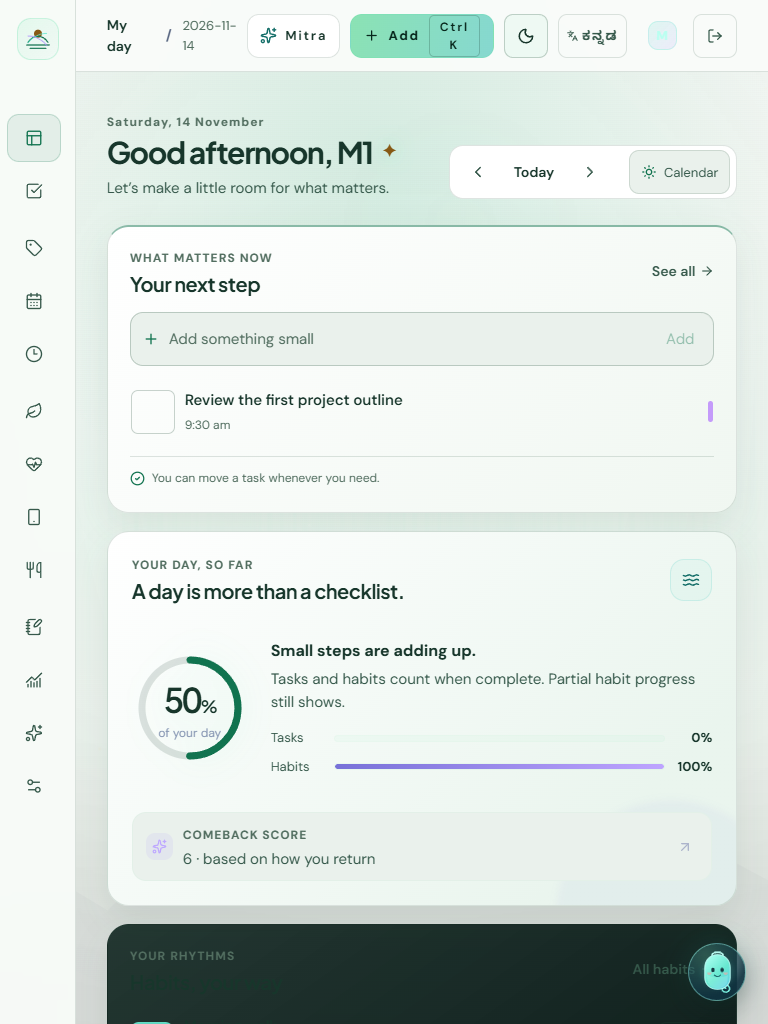 My day / 2026-11-14
Mitra
+ Add Ctrl K
ಕನ್ನಡ
M
Saturday, 14 November
Good afternoon, M1
Let's make a little room for what matters.
Today
Calendar
WHAT MATTERS NOW
Your next step
See all →
+ Add something small
Add
Review the first project outline
9:30 am
You can move a task whenever you need.
YOUR DAY, SO FAR
A day is more than a checklist.
50%
of your day
Small steps are adding up.
Tasks and habits count when complete. Partial habit progress
still shows.
Tasks 0%
Habits 100%
COMEBACK SCORE
6 · based on how you return
YOUR RHYTHMS
All habits